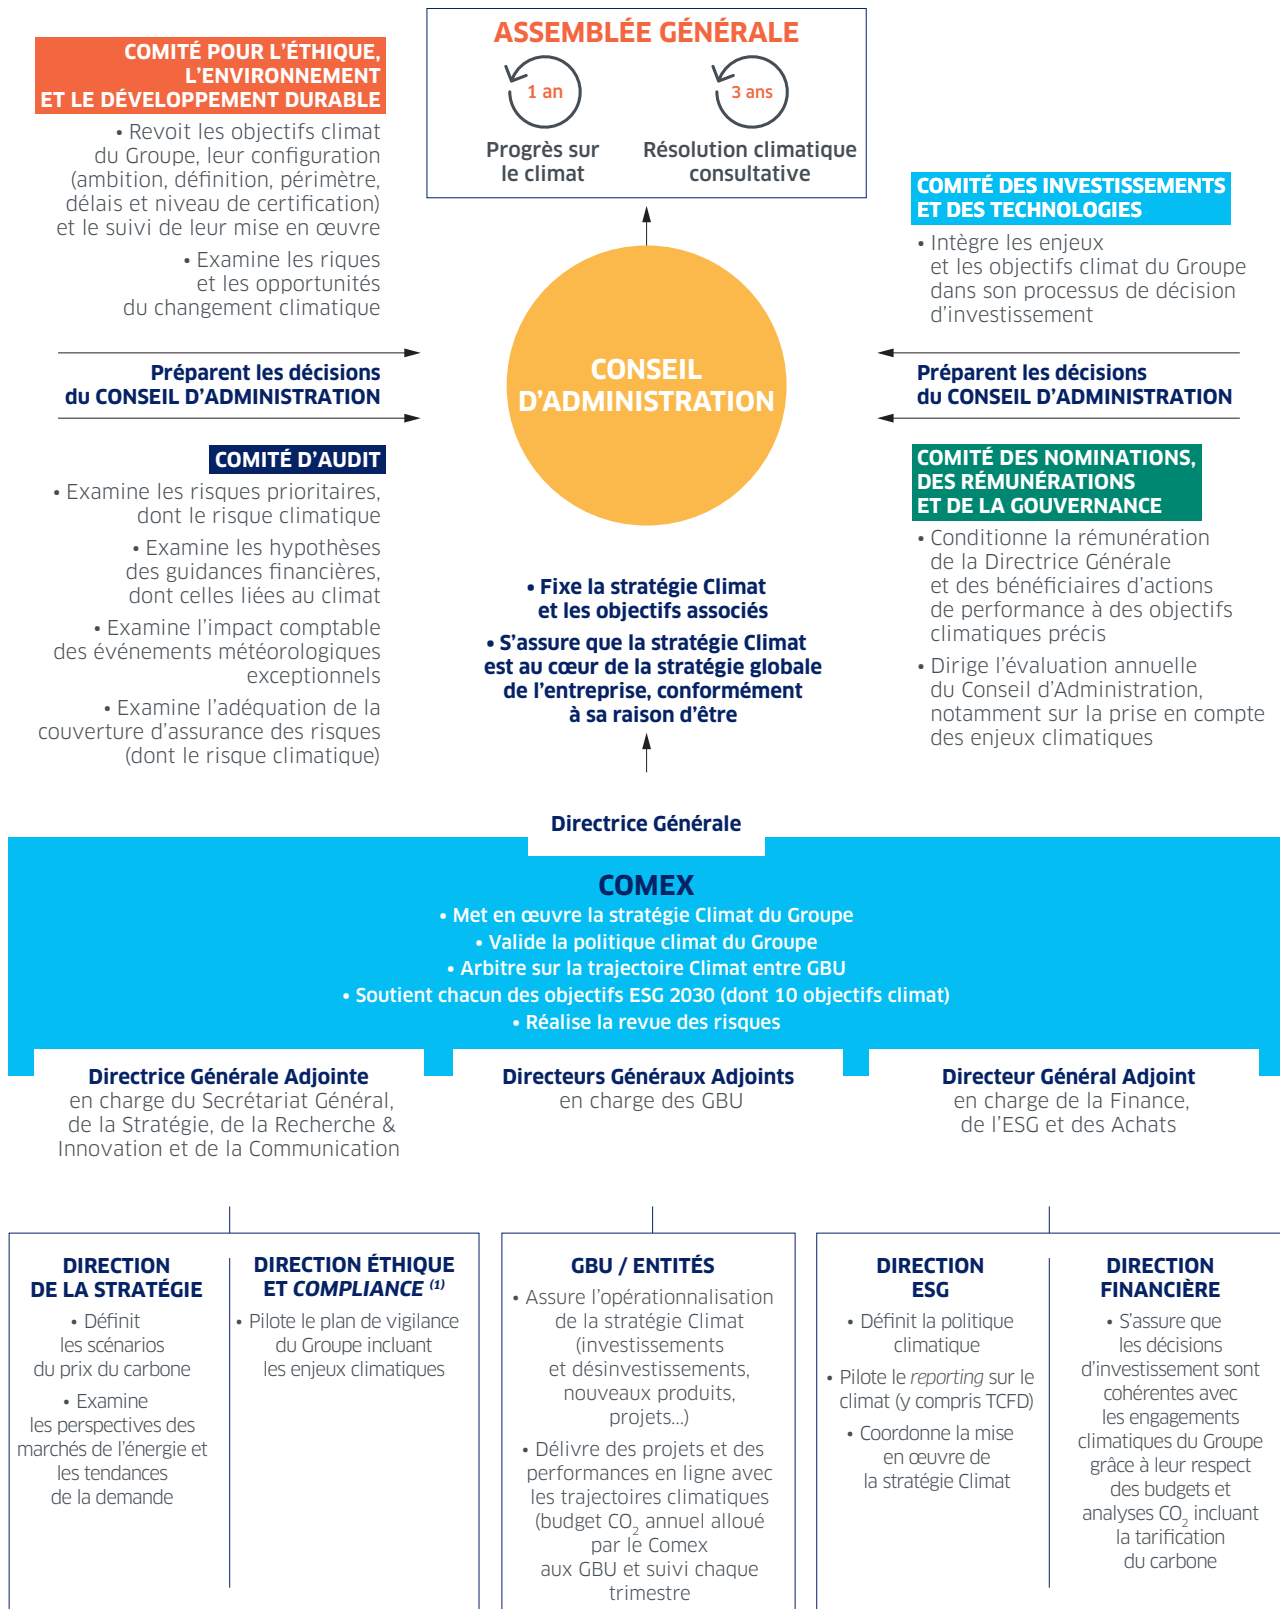 ASSEMBLÉE GÉNÉRALE
1 an
Progrès sur
le climat
3 ans
Résolution climatique
consultative
COMITÉ POUR L'ÉTHIQUE,
L'ENVIRONNEMENT
ET LE DÉVELOPPEMENT DURABLE
• Revoit les objectifs climat
du Groupe, leur configuration
(ambition, définition, périmètre,
délais et niveau de certification)
et le suivi de leur mise en œuvre
• Examine les riques
et les opportunités
du changement climatique
Préparent les décisions
du CONSEIL D'ADMINISTRATION
COMITÉ D'AUDIT
• Examine les risques prioritaires,
dont le risque climatique
• Examine les hypothèses
des guidances financières,
dont celles liées au climat
• Examine l'impact comptable
des événements météorologiques
exceptionnels
• Examine l'adéquation de la
couverture d'assurance des risques
(dont le risque climatique)
CONSEIL
D'ADMINISTRATION
• Fixe la stratégie Climat
et les objectifs associés
• S'assure que la stratégie Climat
est au cœur de la stratégie globale
de l'entreprise, conformément
à sa raison d'être
COMITÉ DES INVESTISSEMENTS
ET DES TECHNOLOGIES
• Intègre les enjeux
et les objectifs climat du Groupe
dans son processus de décision
d'investissement
Préparent les décisions
du CONSEIL D'ADMINISTRATION
COMITÉ DES NOMINATIONS,
DES RÉMUNÉRATIONS
ET DE LA GOUVERNANCE
• Conditionne la rémunération
de la Directrice Générale
et des bénéficiaires d'actions
de performance à des objectifs
climatiques précis
• Dirige l'évaluation annuelle
du Conseil d'Administration,
notamment sur la prise en compte
des enjeux climatiques
Directrice Générale
COMEX
• Met en œuvre la stratégie Climat du Groupe
• Valide la politique climat du Groupe
• Arbitre sur la trajectoire Climat entre GBU
• Soutient chacun des objectifs ESG 2030 (dont 10 objectifs climat)
• Réalise la revue des risques
Directrice Générale Adjointe
en charge du Secrétariat Général,
de la Stratégie, de la Recherche &
Innovation et de la Communication
Directeurs Généraux Adjoints
en charge des GBU
Directeur Général Adjoint
en charge de la Finance,
de l'ESG et des Achats
DIRECTION
DE LA STRATÉGIE
• Définit
les scénarios
du prix du carbone
• Examine
les perspectives des
marchés de l'énergie et
les tendances
de la demande
DIRECTION ÉTHIQUE
ET COMPLIANCE (1)
• Pilote le plan de vigilance
du Groupe incluant
les enjeux climatiques
GBU / ENTITÉS
• Assure l'opérationnalisation
de la stratégie Climat
(investissements
et désinvestissements,
nouveaux produits,
projets…)
• Délivre des projets et des
performances en ligne avec
les trajectoires climatiques
(budget CO2 annuel alloué
par le Comex
aux GBU et suivi chaque
trimestre
DIRECTION
ESG
• Définit la politique
climatique
• Pilote le reporting sur le
climat (y compris TCFD)
• Coordonne la mise
en œuvre de
la stratégie Climat
DIRECTION
FINANCIÈRE
• S'assure que
les décisions
d'investissement sont
cohérentes avec
les engagements
climatiques du Groupe
grâce à leur respect
des budgets et
analyses CO2 incluant
la tarification
du carbone